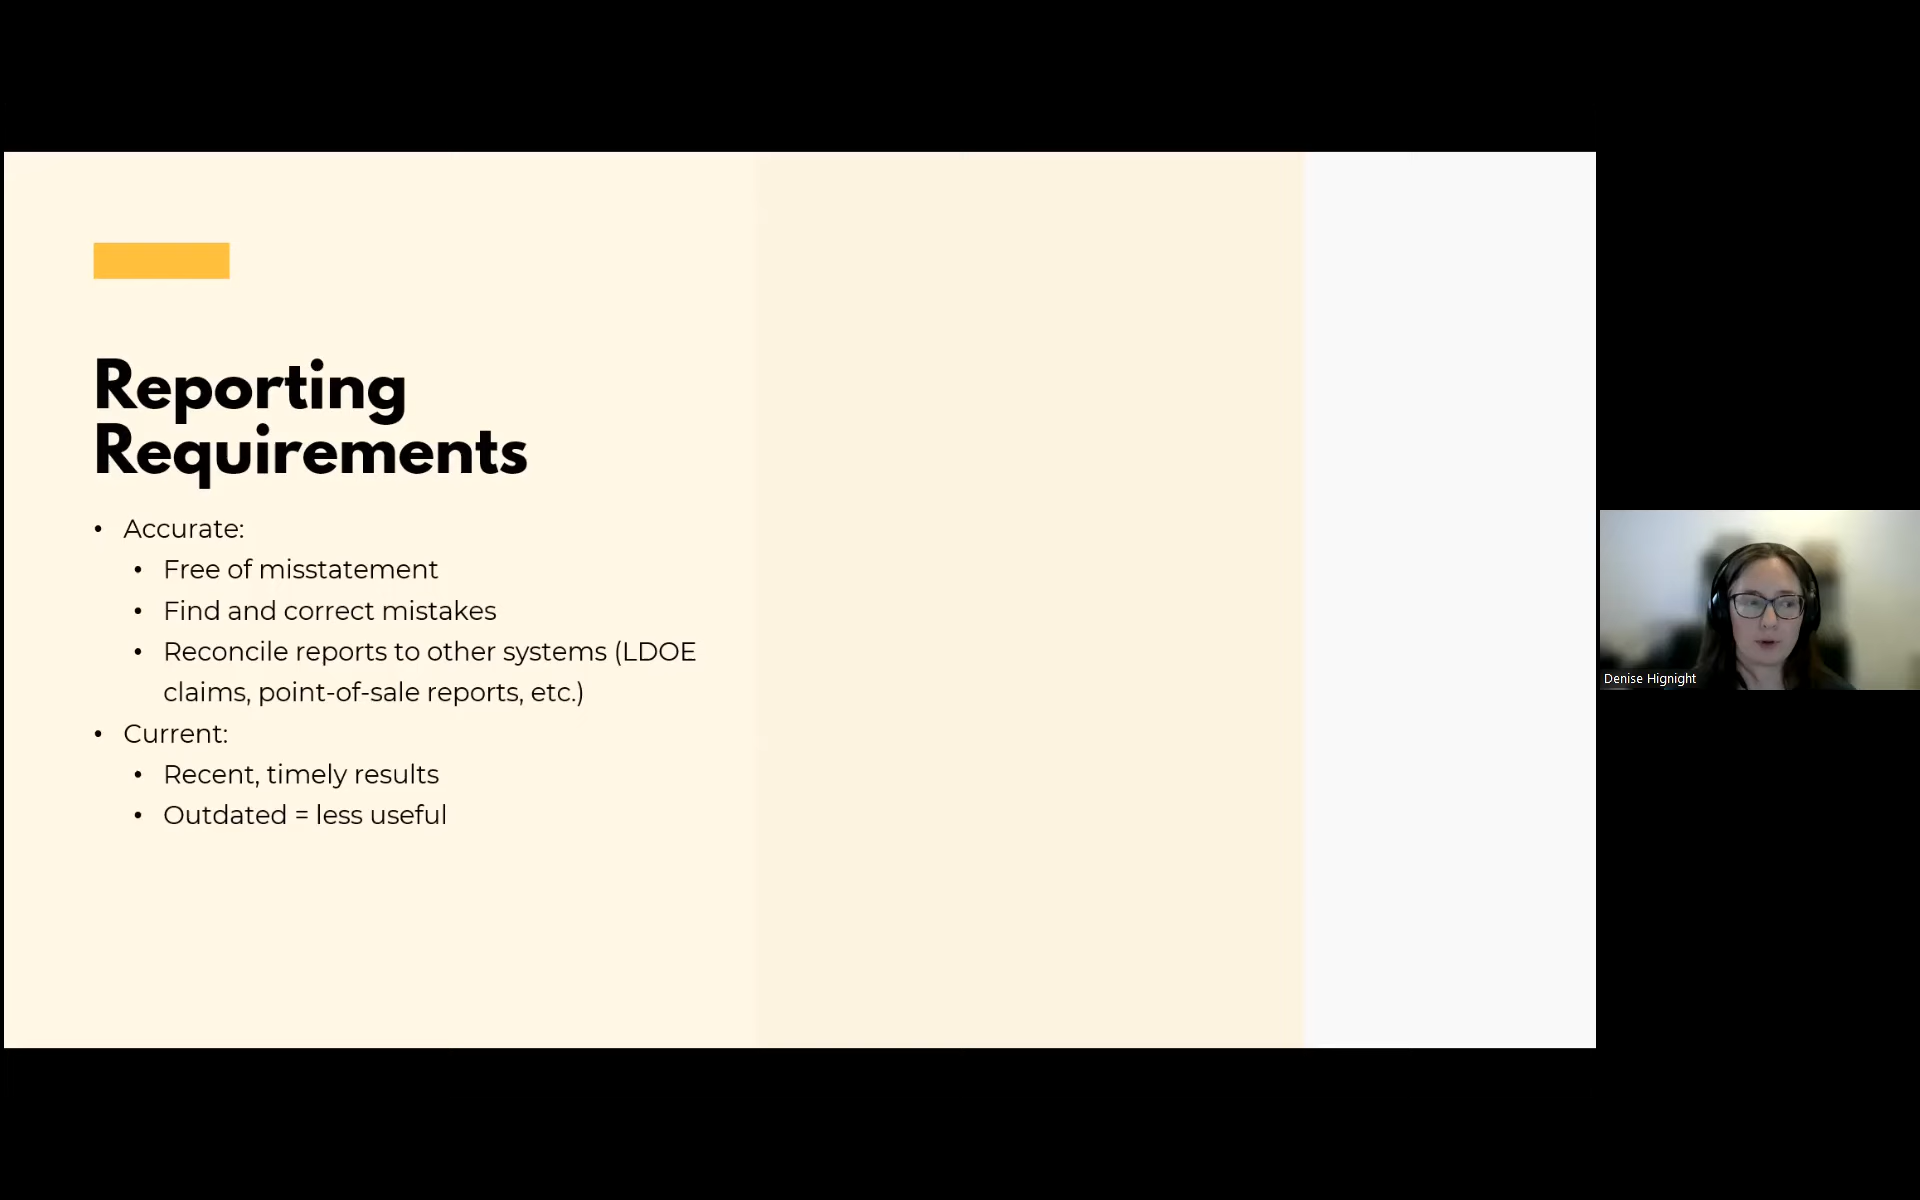 Reporting
Requirements
• Accurate:
• Free of misstatement
• Find and correct mistakes
• Reconcile reports to other systems (LDOE
claims, point-of-sale reports, etc.)
• Current:
• Recent, timely results
• Outdated = less useful
Denise Hignight